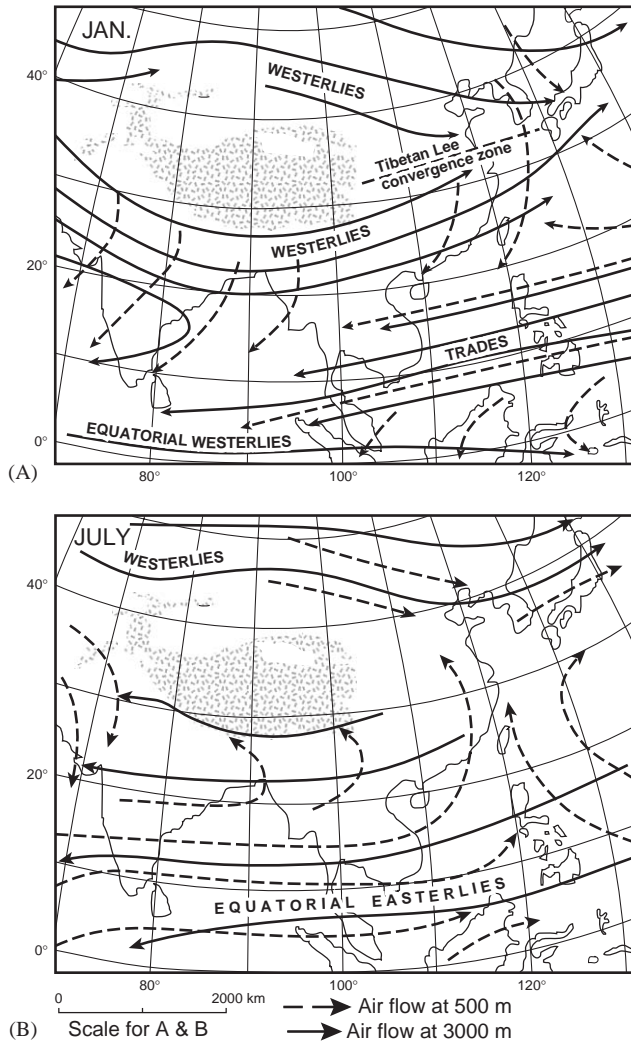 JAN.
40°
WESTERLIES
Tibetan Lee
convergence zone
WESTERLIES
20°
TRADES
EQUATORIAL WESTERLIES
0°
(A)
80°
100°
120°
JULY
WESTERLIES
40°
20°
EQUATORIAL EASTERLIES
0°
80°
100°
120°
0
2000 km
Air flow at 500 m
(B)
Scale for A & B
Air flow at 3000 m